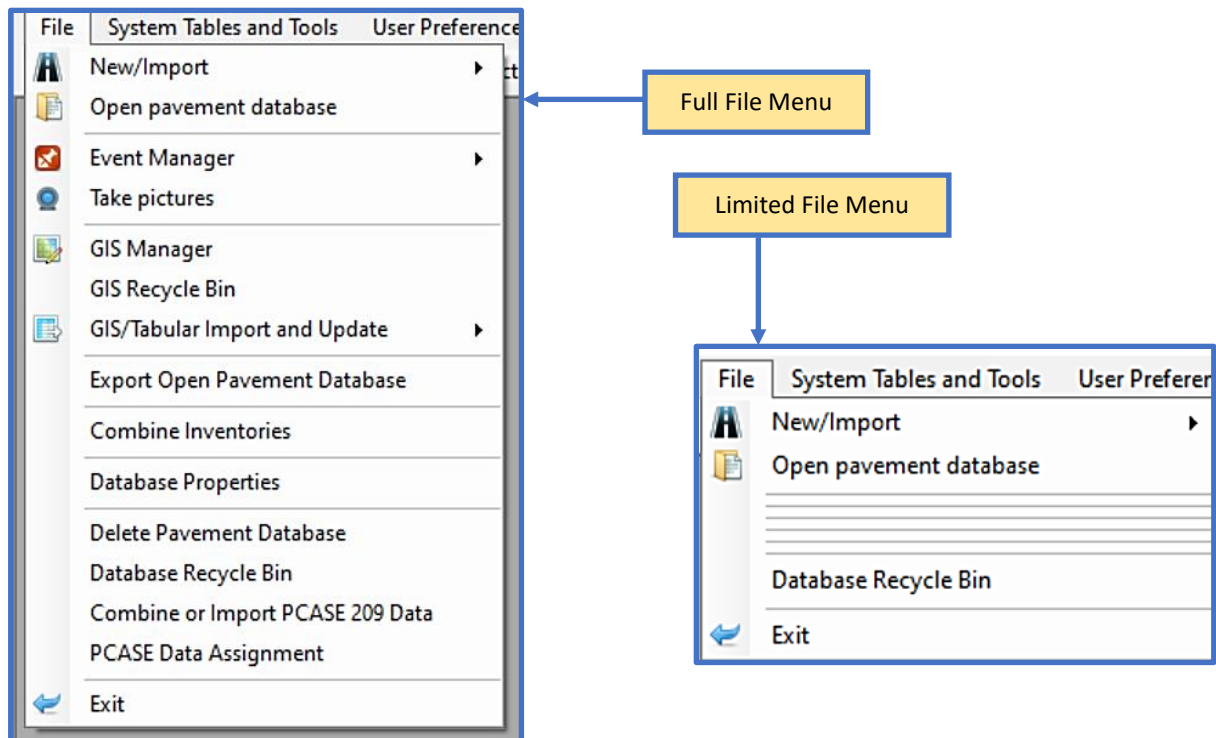 File System Tables and Tools User Preference
New/Import
ct
Open pavement database
Event Manager
Take pictures
GIS Manager
GIS Recycle Bin
GIS/Tabular Import and Update
Export Open Pavement Database
Combine Inventories
Database Properties
Delete Pavement Database
Database Recycle Bin
Combine or Import PCASE 209 Data
PCASE Data Assignment
Exit
Full File Menu
Limited File Menu
File System Tables and Tools User Preferen
New/Import
Open pavement database
Database Recycle Bin
Exit